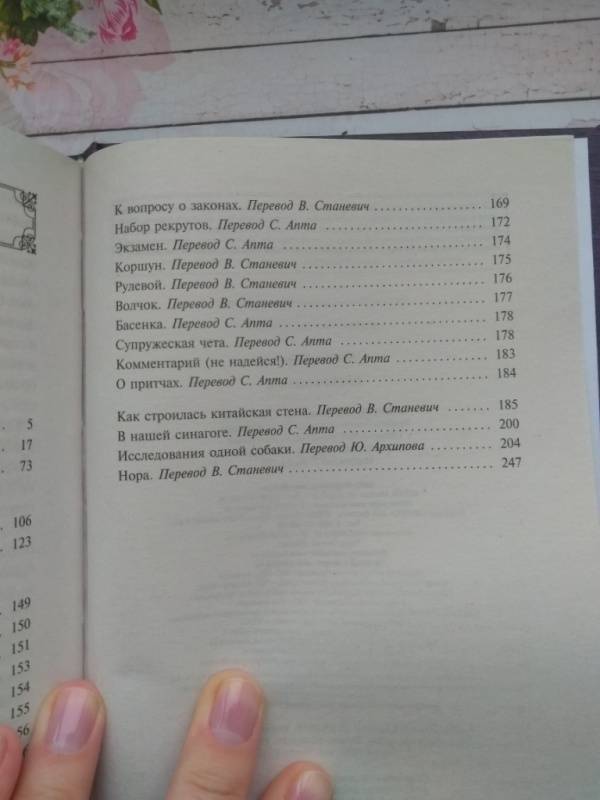 5
17
73
106
123
149
150
151
153
154
155
56
К вопросу о законах. Перевод В. Станевич .......................... 169
Набор рекрутов. Перевод С. Апта .......................... 172
Экзамен. Перевод С. Апта .......................... 174
Коршун. Перевод В. Станевич .......................... 175
Рулевой. Перевод В. Станевич .......................... 176
Волчок. Перевод В. Станевич .......................... 177
Басенка. Перевод С. Апта .......................... 178
Супружеская чета. Перевод С. Апта .......................... 178
Комментарий (не надейся!). Перевод С. Апта .......................... 183
О притчах. Перевод С. Апта .......................... 184
Как строилась китайская стена. Перевод В. Станевич ....... 185
В нашей синагоге. Перевод С. Апта .......................... 200
Исследования одной собаки. Перевод Ю. Архипова .......... 204
Нора. Перевод В. Станевич .......................... 247